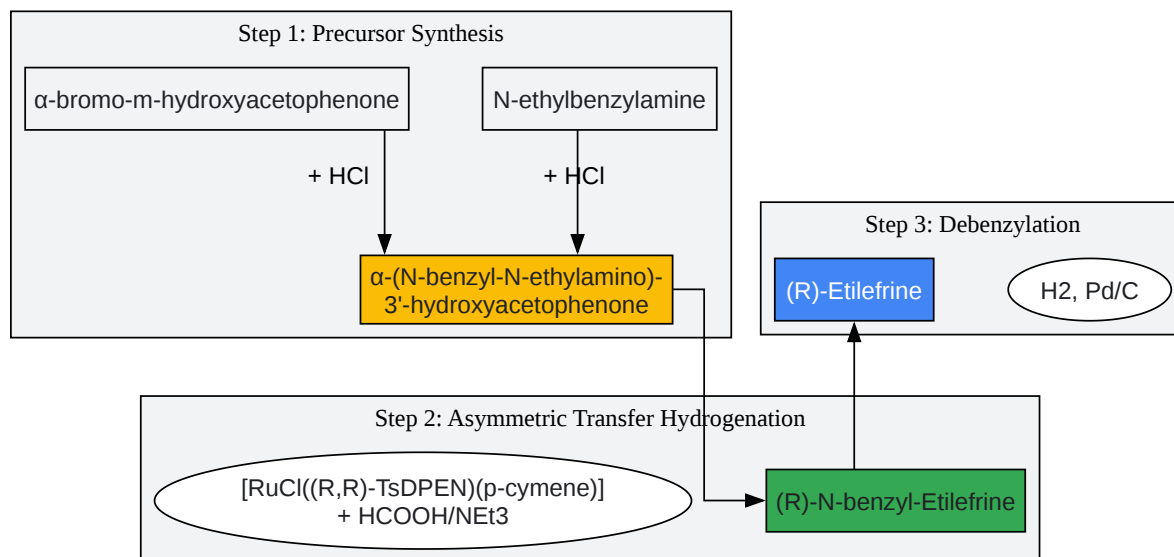 Step 1: Precursor Synthesis
α-bromo-m-hydroxyacetophenone
N-ethylbenzylamine
+ HCl
+ HCl
α-(N-benzyl-N-ethylamino)-
3'-hydroxyacetophenone
Step 3: Debenzylation
(R)-Etilefrine
H2, Pd/C
Step 2: Asymmetric Transfer Hydrogenation
[RuCl((R,R)-TsDPEN)(p-cymene)]
+ HCOOH/NEt3
(R)-N-benzyl-Etilefrine